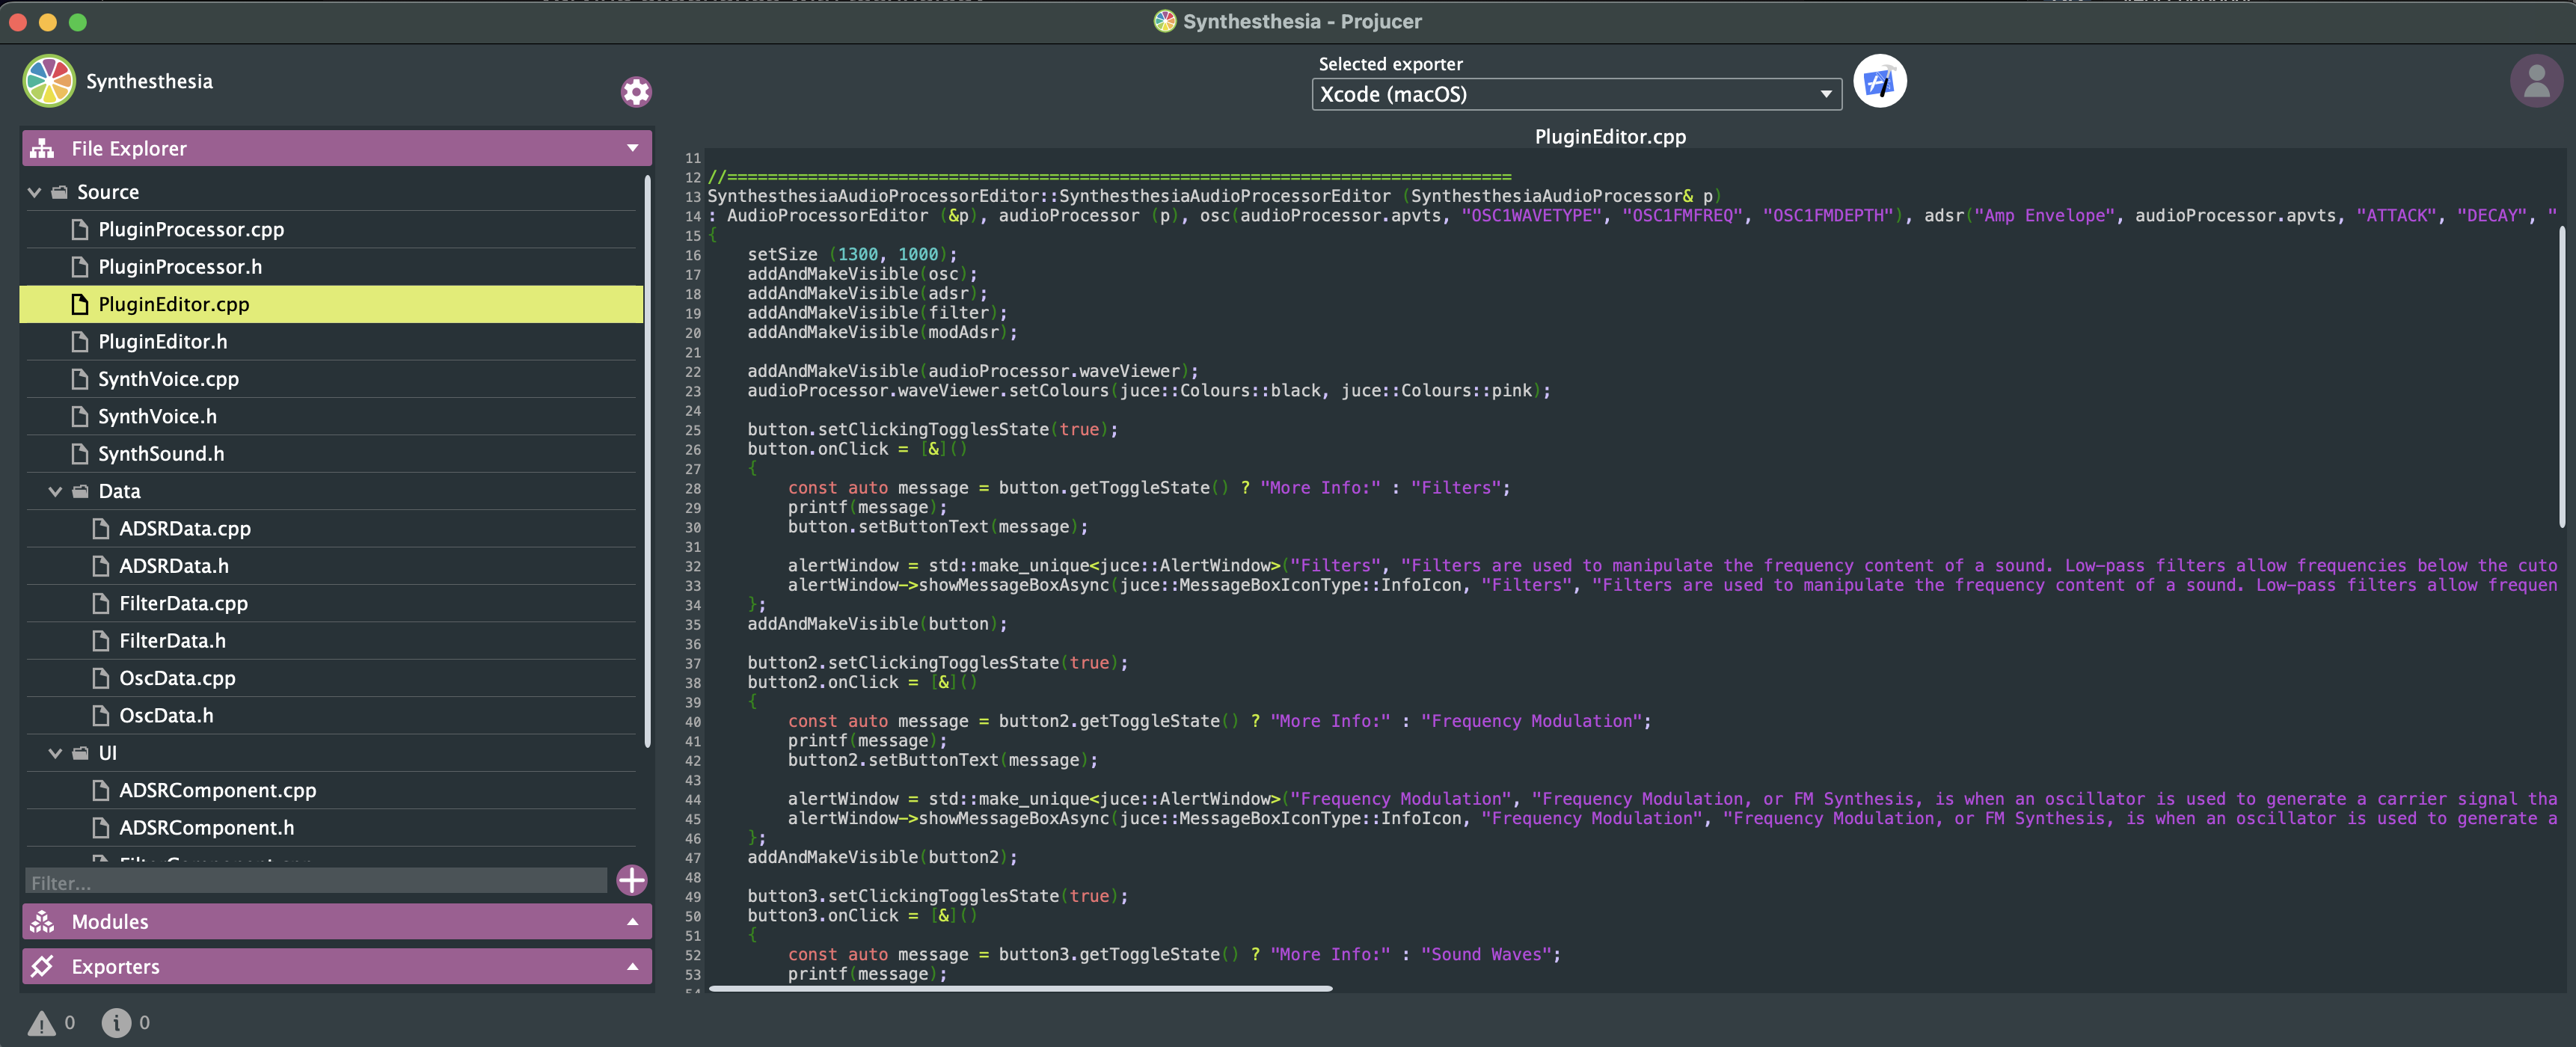 Synthesthesia - Projucer
Synthesthesia
Selected exporter
Xcode (macOS)
File Explorer
Source
PluginProcessor.cpp
PluginProcessor.h
PluginEditor.cpp
PluginEditor.h
SynthVoice.cpp
SynthVoice.h
SynthSound.h
Data
ADSRData.cpp
ADSRData.h
FilterData.cpp
FilterData.h
OscData.cpp
OscData.h
UI
ADSRComponent.cpp
ADSRComponent.h
Filter...
Modules
Exporters
0 0
PluginEditor.cpp
11
12 //==============================================================================
13 SynthesthesiaAudioProcessorEditor::SynthesthesiaAudioProcessorEditor (SynthesthesiaAudioProcessor& p)
14 : AudioProcessorEditor (&p), audioProcessor (p), osc(audioProcessor.apvts, "OSC1WAVETYPE", "OSC1FMFREQ", "OSC1FMDEPTH"), adsr("Amp Envelope", audioProcessor.apvts, "ATTACK", "DECAY", "
15 {
16 setSize (1300, 1000);
17 addAndMakeVisible(osc);
18 addAndMakeVisible(adsr);
19 addAndMakeVisible(filter);
20 addAndMakeVisible(modAdsr);
21
22 addAndMakeVisible(audioProcessor.waveViewer);
23 audioProcessor.waveViewer.setColours(juce::Colours::black, juce::Colours::pink);
24
25 button.setClickingTogglesState(true);
26 button.onClick = [&]()
27 {
28 const auto message = button.getToggleState() ? "More Info:" : "Filters";
29 printf(message);
30 button.setButtonText(message);
31
32 alertWindow = std::make_unique<juce::AlertWindow>("Filters", "Filters are used to manipulate the frequency content of a sound. Low-pass filters allow frequencies below the cuto
33 alertWindow->showMessageBoxAsync(juce::MessageBoxIconType::InfoIcon, "Filters", "Filters are used to manipulate the frequency content of a sound. Low-pass filters allow frequen
34 };
35 addAndMakeVisible(button);
36
37 button2.setClickingTogglesState(true);
38 button2.onClick = [&]()
39 {
40 const auto message = button2.getToggleState() ? "More Info:" : "Frequency Modulation";
41 printf(message);
42 button2.setButtonText(message);
43
44 alertWindow = std::make_unique<juce::AlertWindow>("Frequency Modulation", "Frequency Modulation, or FM Synthesis, is when an oscillator is used to generate a carrier signal tha
45 alertWindow->showMessageBoxAsync(juce::MessageBoxIconType::InfoIcon, "Frequency Modulation", "Frequency Modulation, or FM Synthesis, is when an oscillator is used to generate a
46 };
47 addAndMakeVisible(button2);
48
49 button3.setClickingTogglesState(true);
50 button3.onClick = [&]()
51 {
52 const auto message = button3.getToggleState() ? "More Info:" : "Sound Waves";
53 printf(message);